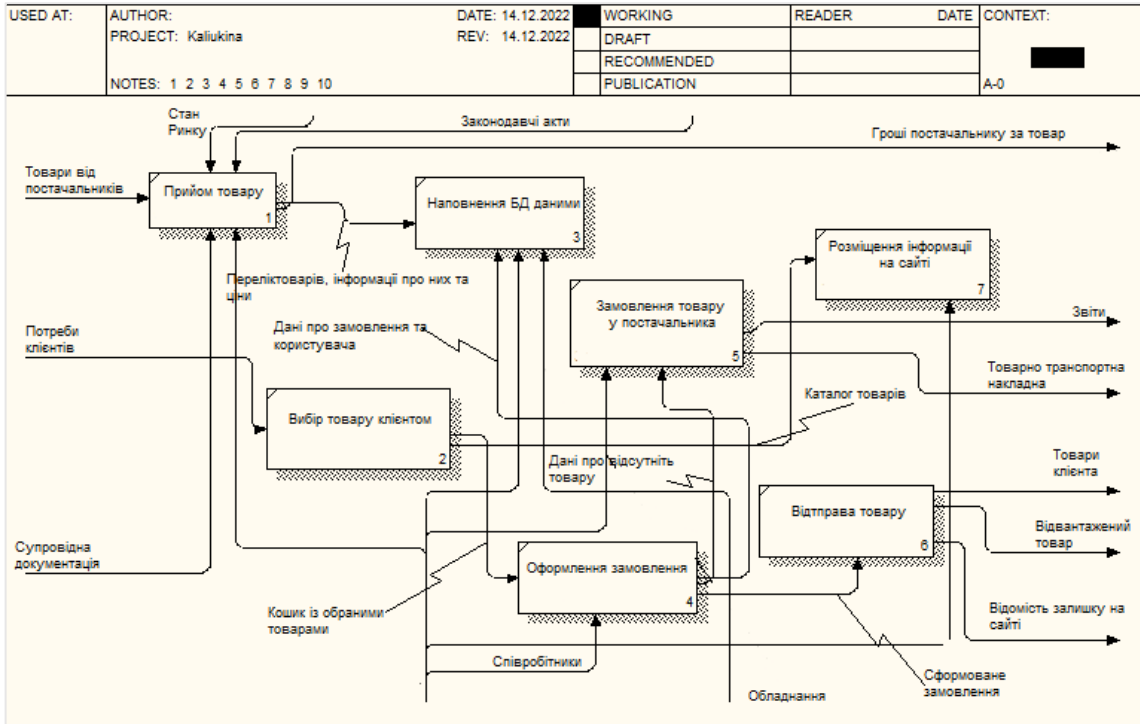 USED AT:
AUTHOR:
DATE: 14.12.2022
WORKING
READER
DATE
CONTEXT:
PROJECT: Kaliukina
REV: 14.12.2022
DRAFT
RECOMMENDED
NOTES: 1 2 3 4 5 6 7 8 9 10
PUBLICATION
A-0
Стан
Ринку
Законодавчі акти
Гроші постачальнику за товар
Товари від
постачальників
Прийом товару
1
Наповнення БД даними
3
Розміщення інформації
на сайті
7
Переліктоварів, інформації про них та
ціни
Замовлення товару
у постачальника
5
Звіти
Потреби
клієнтів
Дані про замовлення та
користувача
Товарно транспортна
накладна
Каталог товарів
Вибір товару клієнтом
2
Дані про відсутніть
товару
Товари
клієнта
Відтправа товару
6
Відвантажений
товар
Супровідна
документація
Оформлення замовлення
4
Кошик із обраними
товарами
Відомість залишку на
сайті
Співробітники
Сформоване
замовлення
Обладнання